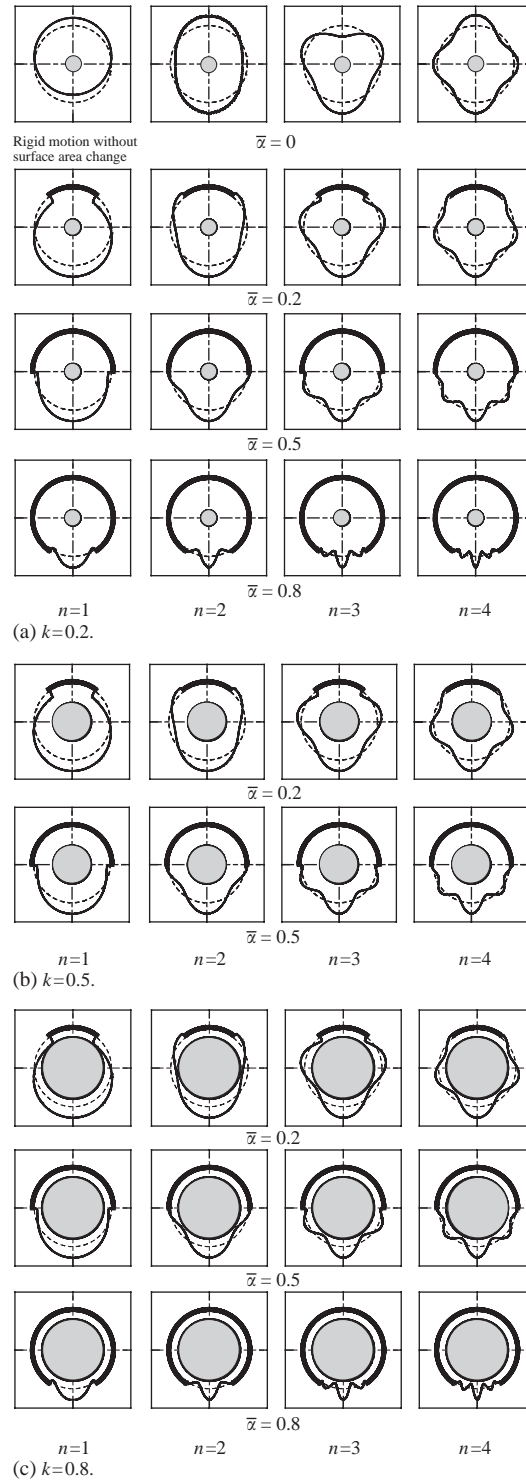 Rigid motion without
surface area change
ᾱ = 0
ᾱ = 0.2
ᾱ = 0.5
ᾱ = 0.8
n=1 n=2 n=3 n=4
(a) k=0.2.
ᾱ = 0.2
ᾱ = 0.5
n=1 n=2 n=3 n=4
(b) k=0.5.
ᾱ = 0.2
ᾱ = 0.5
ᾱ = 0.8
n=1 n=2 n=3 n=4
(c) k=0.8.